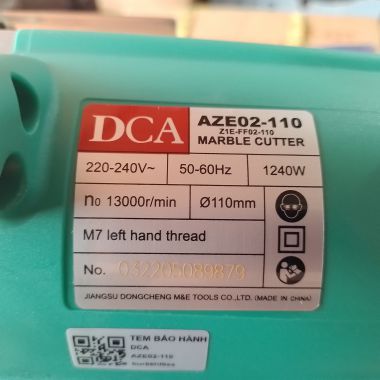 DCA
AZE02-110
Z1E-FF02-110
MARBLE CUTTER
220-240V~ 50-60Hz 1240W
n₀ 13000r/min Ø110mm
M7 left hand thread
No. 032205089879
JIANGSU DONGCHENG M&E TOOLS CO.,LTD. (MADE IN CHINA)
TEM BẢO HÀNH
DCA
AZE02-110